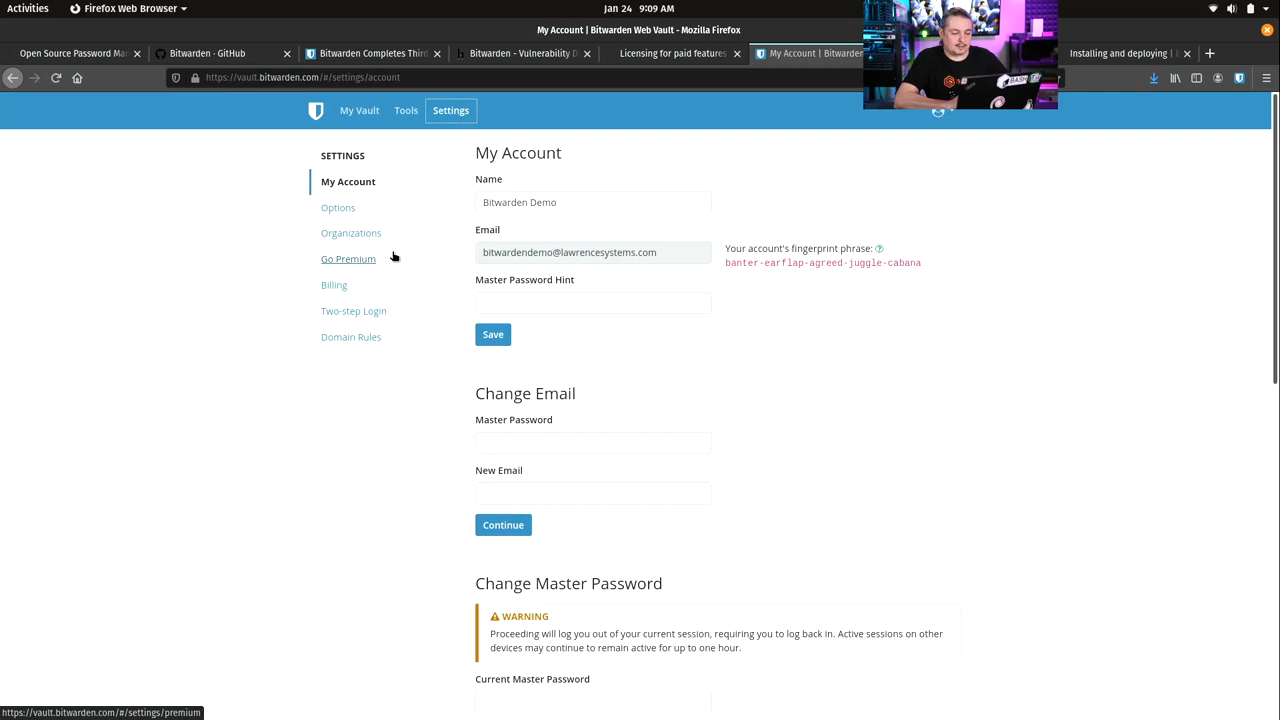 Activities
Firefox Web Browser
Jan 24 9:09 AM
My Account | Bitwarden Web Vault - Mozilla Firefox
open Source Password Ma
Bitwarden · GitHub
Completes Thir
Bitwarden - Vulnerability D
Licensing for paid features
My Account | Bitwarden
Installing and deploying |
https://vault.bitwarden.com/#/settings/account
BASH
My Vault
Tools
Settings
SETTINGS
My Account
Options
Organizations
Go Premium
Billing
Two-step Login
Domain Rules
My Account
Name
Bitwarden Demo
Email
bitwardendemo@lawrencesystems.com
Your account's fingerprint phrase:
banter-earflap-agreed-juggle-cabana
Master Password Hint
Save
Change Email
Master Password
New Email
Continue
Change Master Password
WARNING
Proceeding will log you out of your current session, requiring you to log back in. Active sessions on other
devices may continue to remain active for up to one hour.
Current Master Password
https://vault.bitwarden.com/#/settings/premium